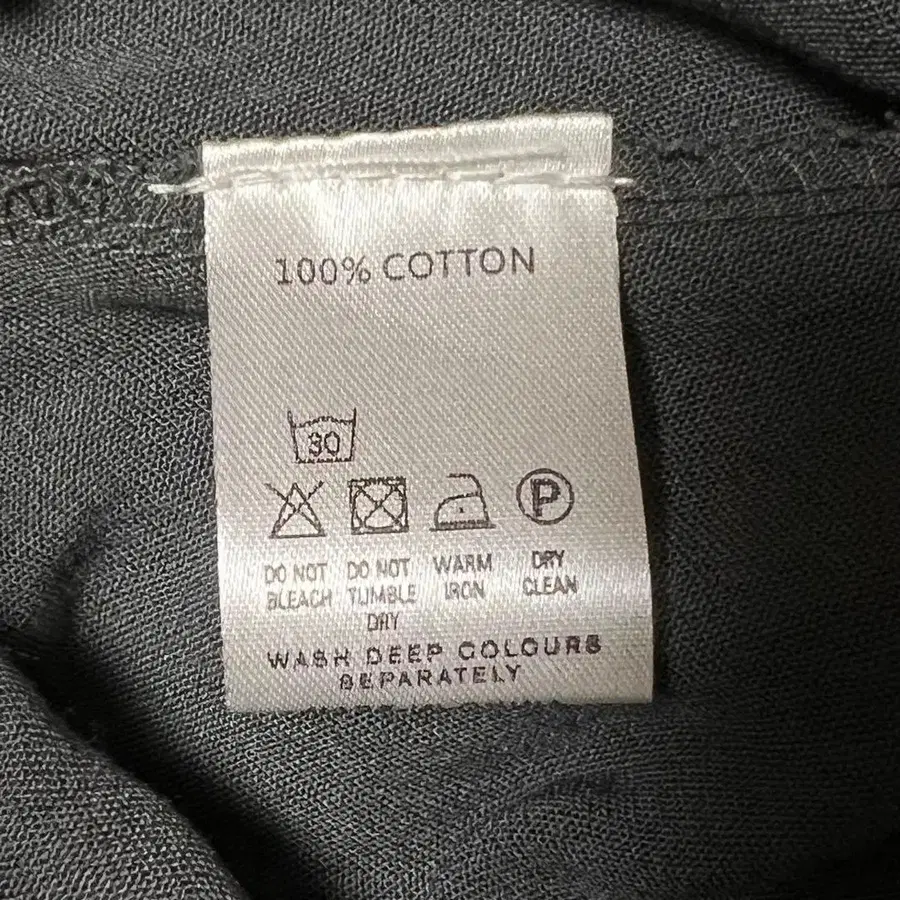 100% COTTON
30
P
DO NOT DO NOT WARM DRY
BLEACH TUMBLE IRON CLEAN
DRY
WASH DEEP COLOURS
SEPARATELY